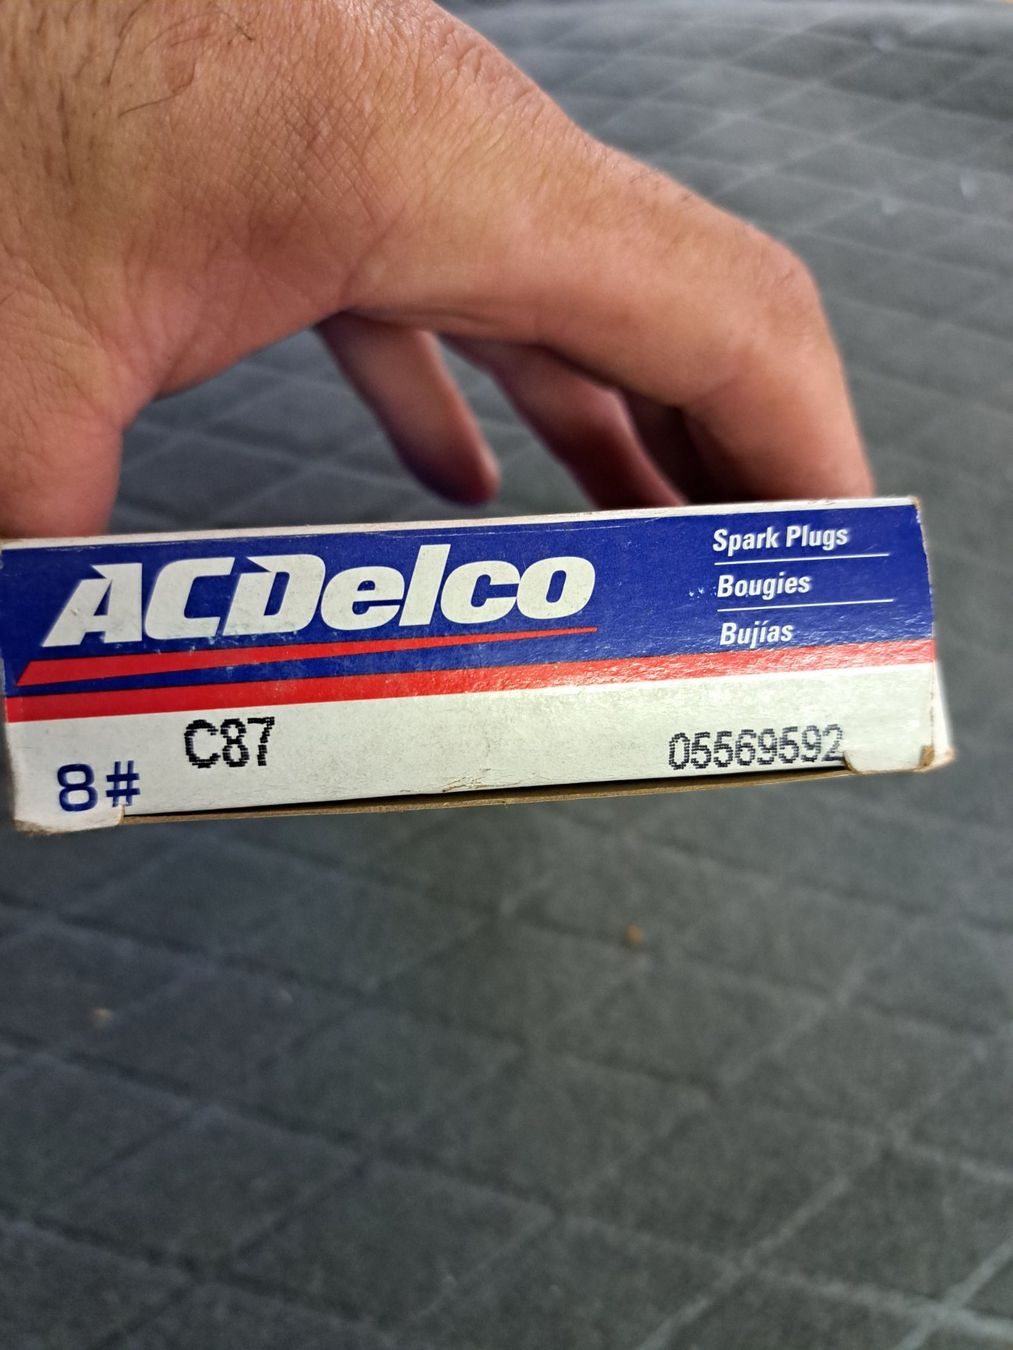 ACDelco
Spark Plugs
Bougies
Bujías
C87
05569592
8#